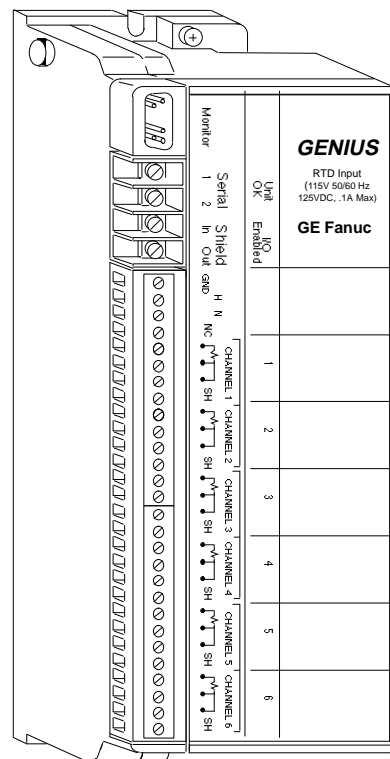 GENIUS
RTD Input
(115V 50/60 Hz
125VDC, .1A Max)
GE Fanuc
Unit
OK
I/O
Enabled
Monitor
Serial
1 2
Shield
In Out
GND
H
N
NC
CHANNEL 1
SH
CHANNEL 2
SH
CHANNEL 3
SH
CHANNEL 4
SH
CHANNEL 5
SH
CHANNEL 6
SH
1
2
3
4
5
6